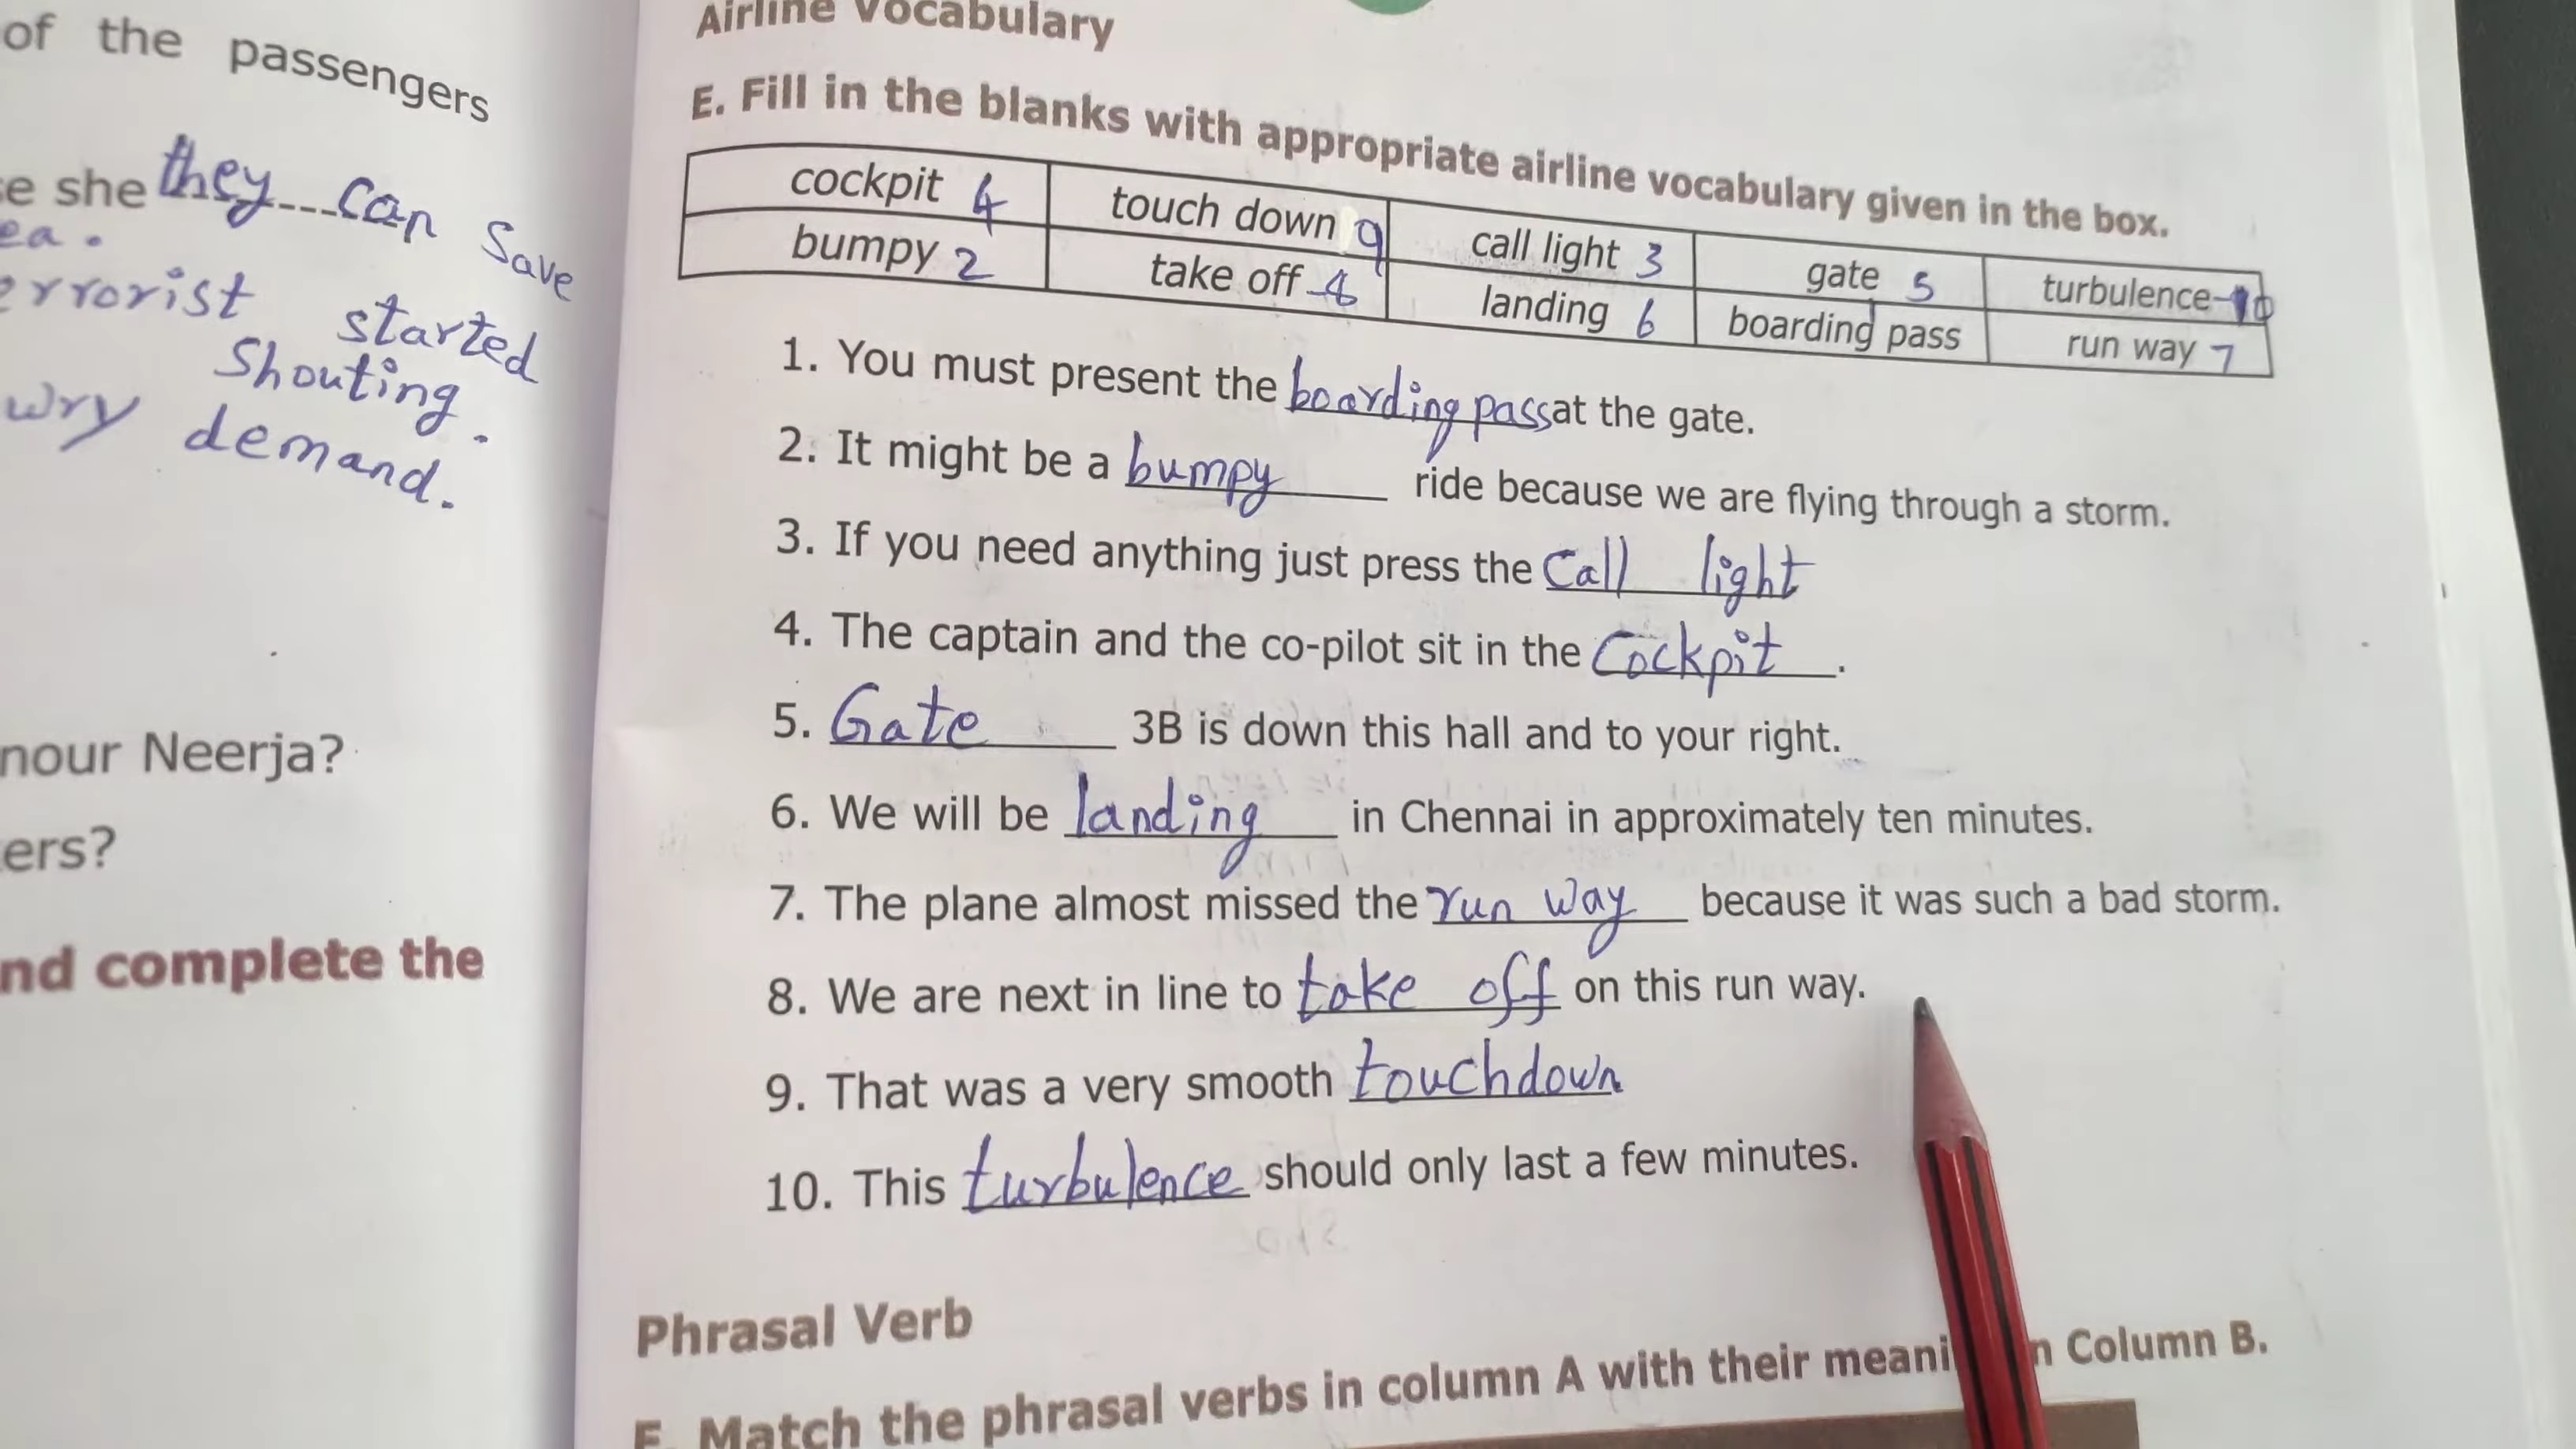 of the passengers
se she they---can save
ea.
errorist started
shouting.
wry demand.
nour Neerja?
ers?
nd complete the
Airline Vocabulary
E. Fill in the blanks with appropriate airline vocabulary given in the box.
cockpit 4 touch down 9 call light 3 gate 5 turbulence-10
bumpy 2 take off landing 6 boarding pass run way 7
1. You must present the boarding pass at the gate.
2. It might be a bumpy ride because we are flying through a storm.
3. If you need anything just press the Call light
4. The captain and the co-pilot sit in the Cockpit.
5. Gate 3B is down this hall and to your right.
6. We will be landing in Chennai in approximately ten minutes.
7. The plane almost missed the run way because it was such a bad storm.
8. We are next in line to take off on this run way.
9. That was a very smooth touchdown
10. This turbulence should only last a few minutes.
Phrasal Verb
F. Match the phrasal verbs in column A with their meani n Column B.